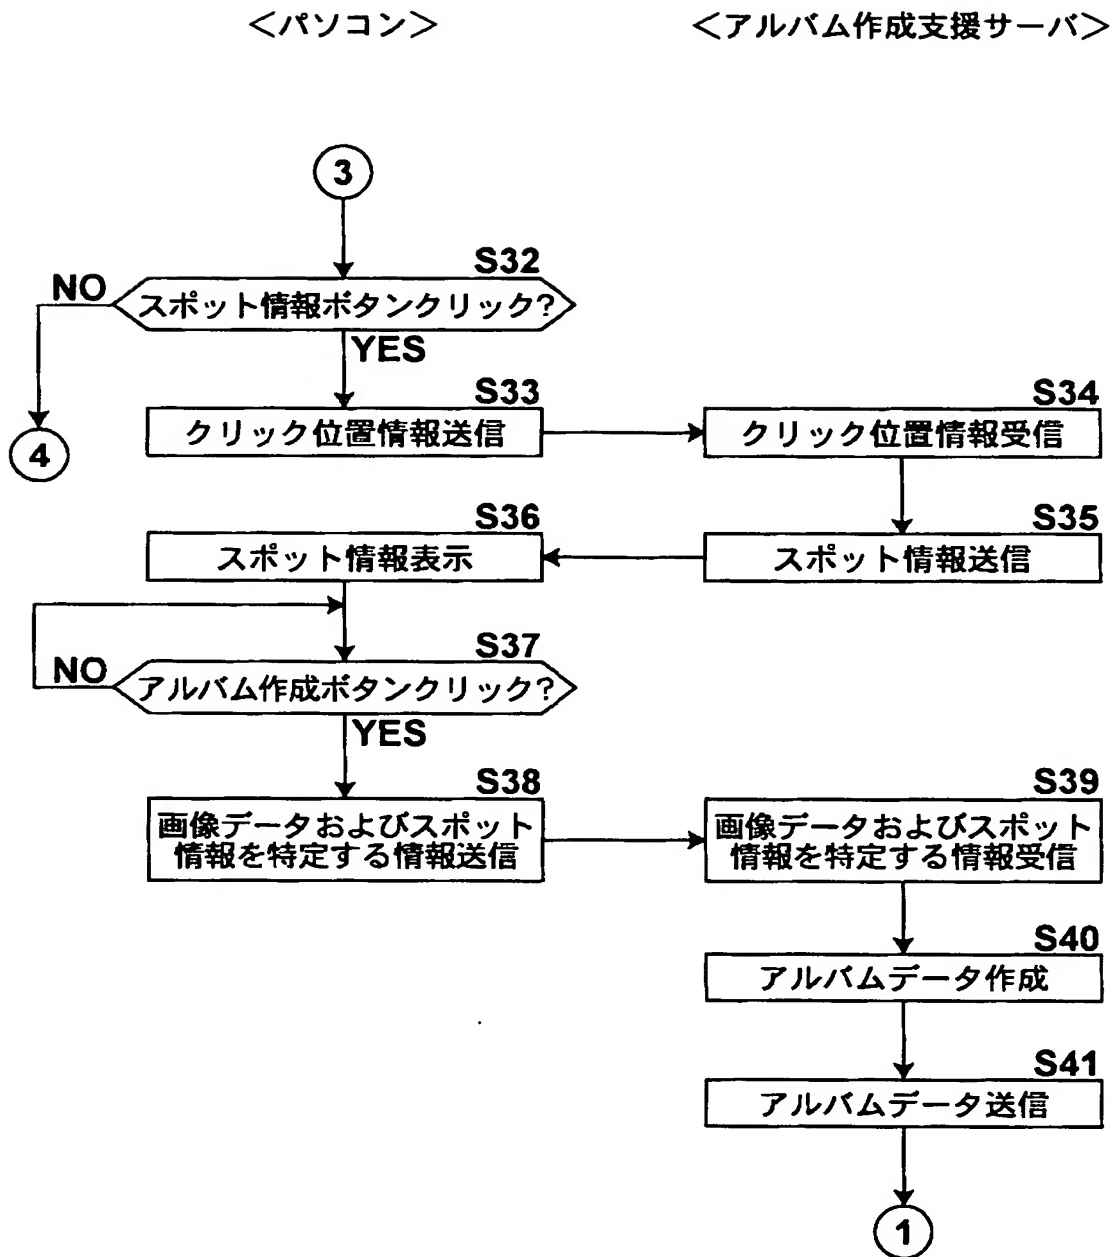 ＜パソコン＞
＜アルバム作成支援サーバ＞
3
S32
NO
スポット情報ボタンクリック?
YES
S33
S34
クリック位置情報送信
クリック位置情報受信
4
S36
S35
スポット情報表示
スポット情報送信
S37
NO
アルバム作成ボタンクリック?
YES
S38
S39
画像データおよびスポット
情報を特定する情報送信
画像データおよびスポット
情報を特定する情報受信
S40
アルバムデータ作成
S41
アルバムデータ送信
1